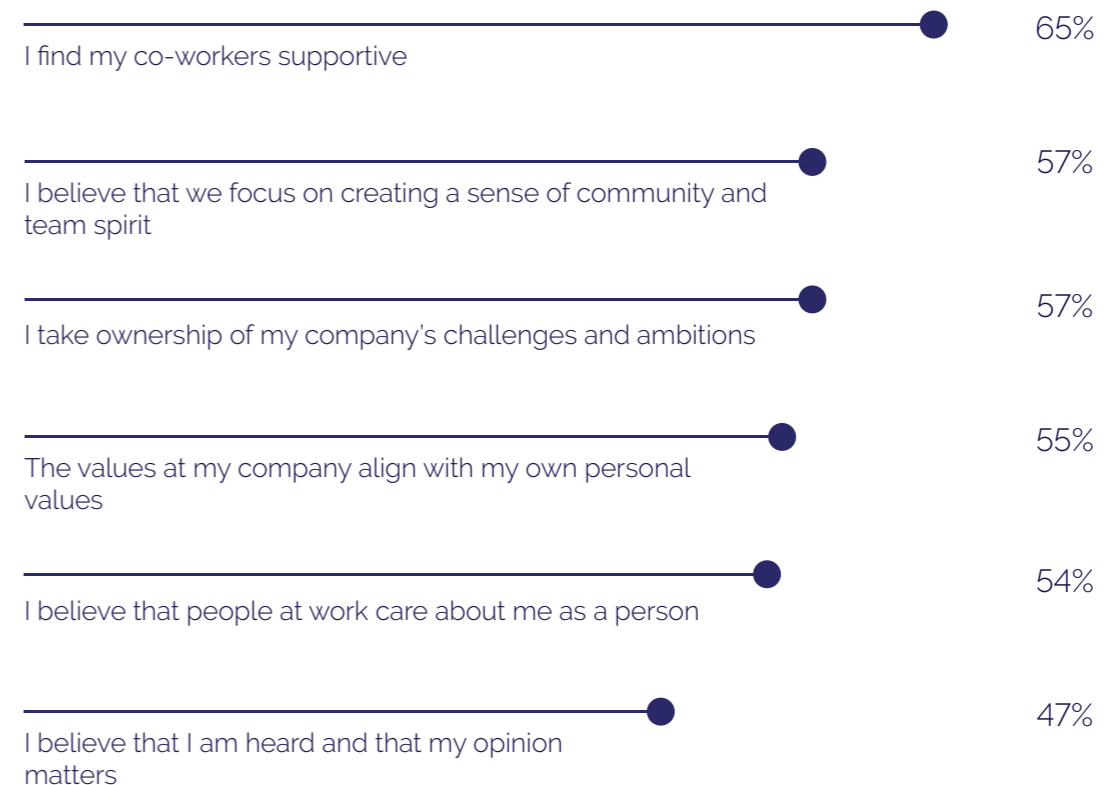 65%
I find my co-workers supportive
57%
I believe that we focus on creating a sense of community and
team spirit
57%
I take ownership of my company’s challenges and ambitions
55%
The values at my company align with my own personal
values
54%
I believe that people at work care about me as a person
47%
I believe that I am heard and that my opinion
matters